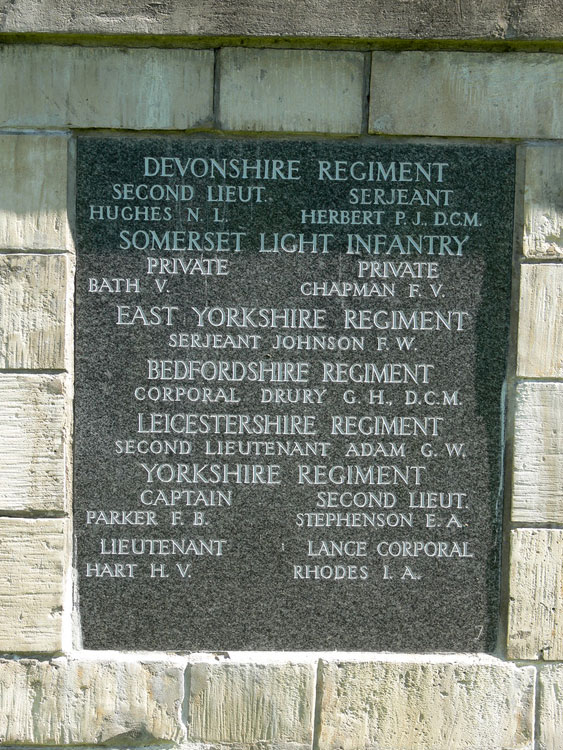 DEVONSHIRE REGIMENT
SECOND LIEUT. SERJEANT
HUGHES N. L. HERBERT P. J. D.C.M.
SOMERSET LIGHT INFANTRY
PRIVATE PRIVATE
BATH V. CHAPMAN F. V.
EAST YORKSHIRE REGIMENT
SERJEANT JOHNSON F. W.
BEDFORDSHIRE REGIMENT
CORPORAL DRURY G. H., D.C.M.
LEICESTERSHIRE REGIMENT
SECOND LIEUTENANT ADAM G. W.
YORKSHIRE REGIMENT
CAPTAIN SECOND LIEUT.
PARKER F. B. STEPHENSON E. A.
LIEUTENANT LANCE CORPORAL
HART H. V. RHODES I. A.
7